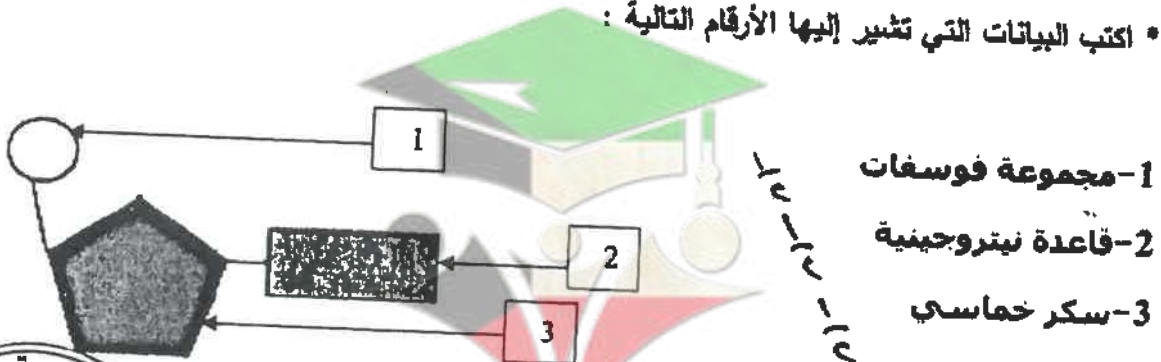 * اكتب البيانات التي تشير إليها الأرقام التالية :
1
1-مجموعة فوسفات
2
2-قاعدة نيتروجينية
3
3-سكر خماسي